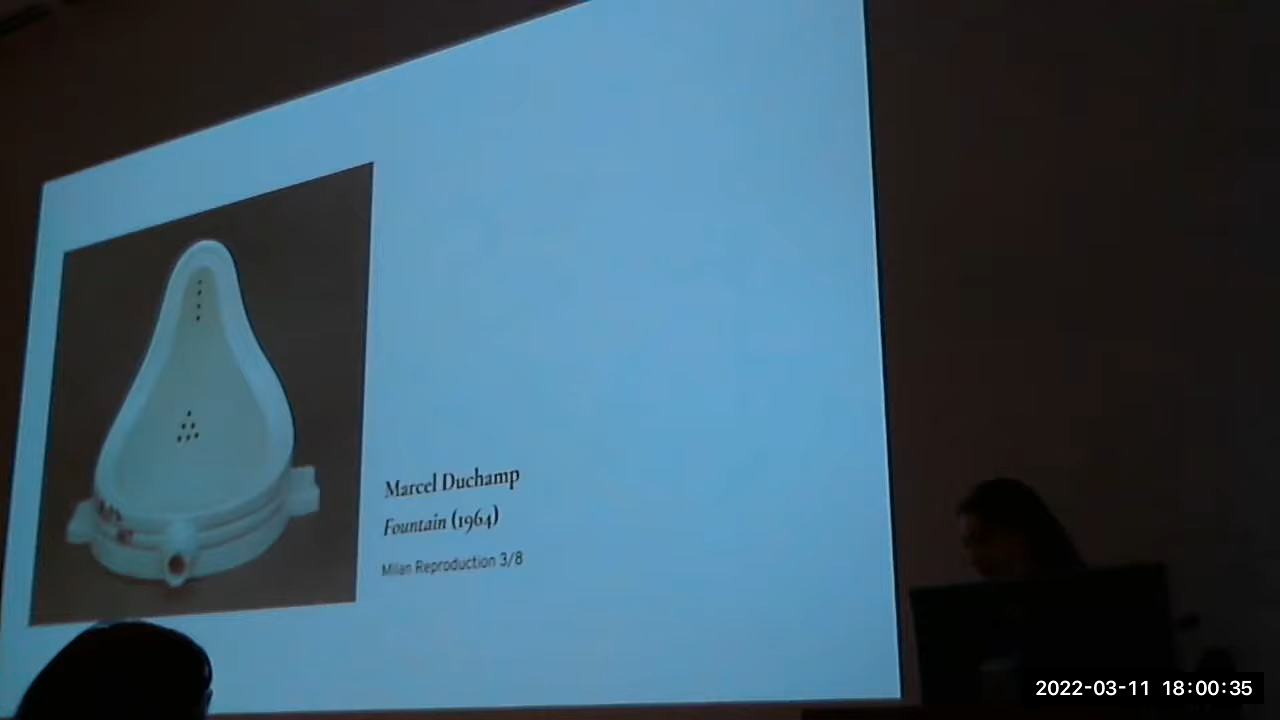 Marcel Duchamp
Fountain (1964)
Milan Reproduction 3/8
2022-03-11 18:00:35